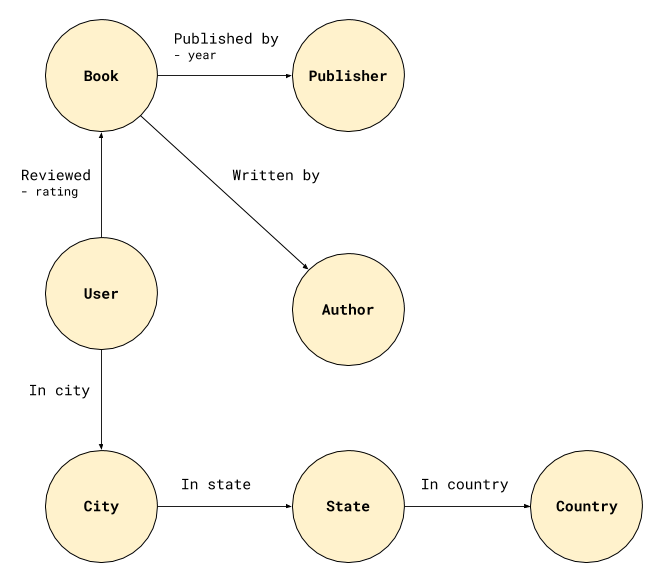 Published by
- year
Book
Publisher
Reviewed
- rating
Written by
User
Author
In city
In state
In country
City
State
Country